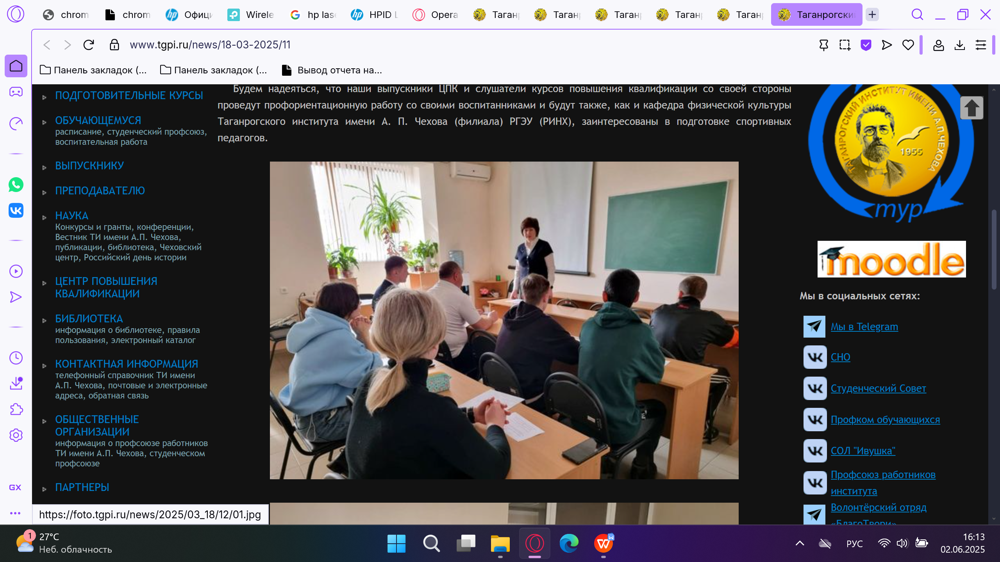 chrom
chrom
Офици
Wirele
hp lase
HPID L
Opera
Таганр
Таганр
Таганр
Таганр
Таганр
Таганрогски
www.tgpi.ru/news/18-03-2025/11
Панель закладок (...
Панель закладок (...
Вывод отчета на...
ПОДГОТОВИТЕЛЬНЫЕ КУРСЫ
ОБУЧАЮЩЕМУСЯ
расписание, студенческий профсоюз,
воспитательная работа
ВЫПУСКНИКУ
ПРЕПОДАВАТЕЛЮ
НАУКА
Конкурсы и гранты, конференции,
Вестник ТИ имени А.П. Чехова,
публикации, библиотека, Чеховский
центр, Российский день истории
ЦЕНТР ПОВЫШЕНИЯ
КВАЛИФИКАЦИИ
БИБЛИОТЕКА
информация о библиотеке, правила
пользования, электронный каталог
КОНТАКТНАЯ ИНФОРМАЦИЯ
телефонный справочник ТИ имени
А.П. Чехова, почтовые и электронные
адреса, обратная связь
ОБЩЕСТВЕННЫЕ
ОРГАНИЗАЦИИ
информация о профсоюзе работников
ТИ имени А.П. Чехова, студенческом
профсоюзе
ПАРТНЕРЫ
Будем надеяться, что наши выпускники ЦПК и слушатели курсов повышения квалификации со своей стороны
проведут профориентационную работу со своими воспитанниками и будут также, как и кафедра физической культуры
Таганрогского института имени А. П. Чехова (филиала) РГЭУ (РИНХ), заинтересованы в подготовке спортивных
педагогов.
ТАГАНРОГСКИЙ ИНСТИТУТ ИМЕНИ А.П.ЧЕХОВА
1955
тур
moodle
Мы в социальных сетях:
Мы в Telegram
СНО
Студенческий Совет
Профком обучающихся
СОЛ "Ивушка"
Профсоюз работников
института
Волонтёрский отряд
«БлагоТвори»
GX
https://foto.tgpi.ru/news/2025/03_18/12/01.jpg
1
27°C
Неб. облачность
РУС
16:13
02.06.2025